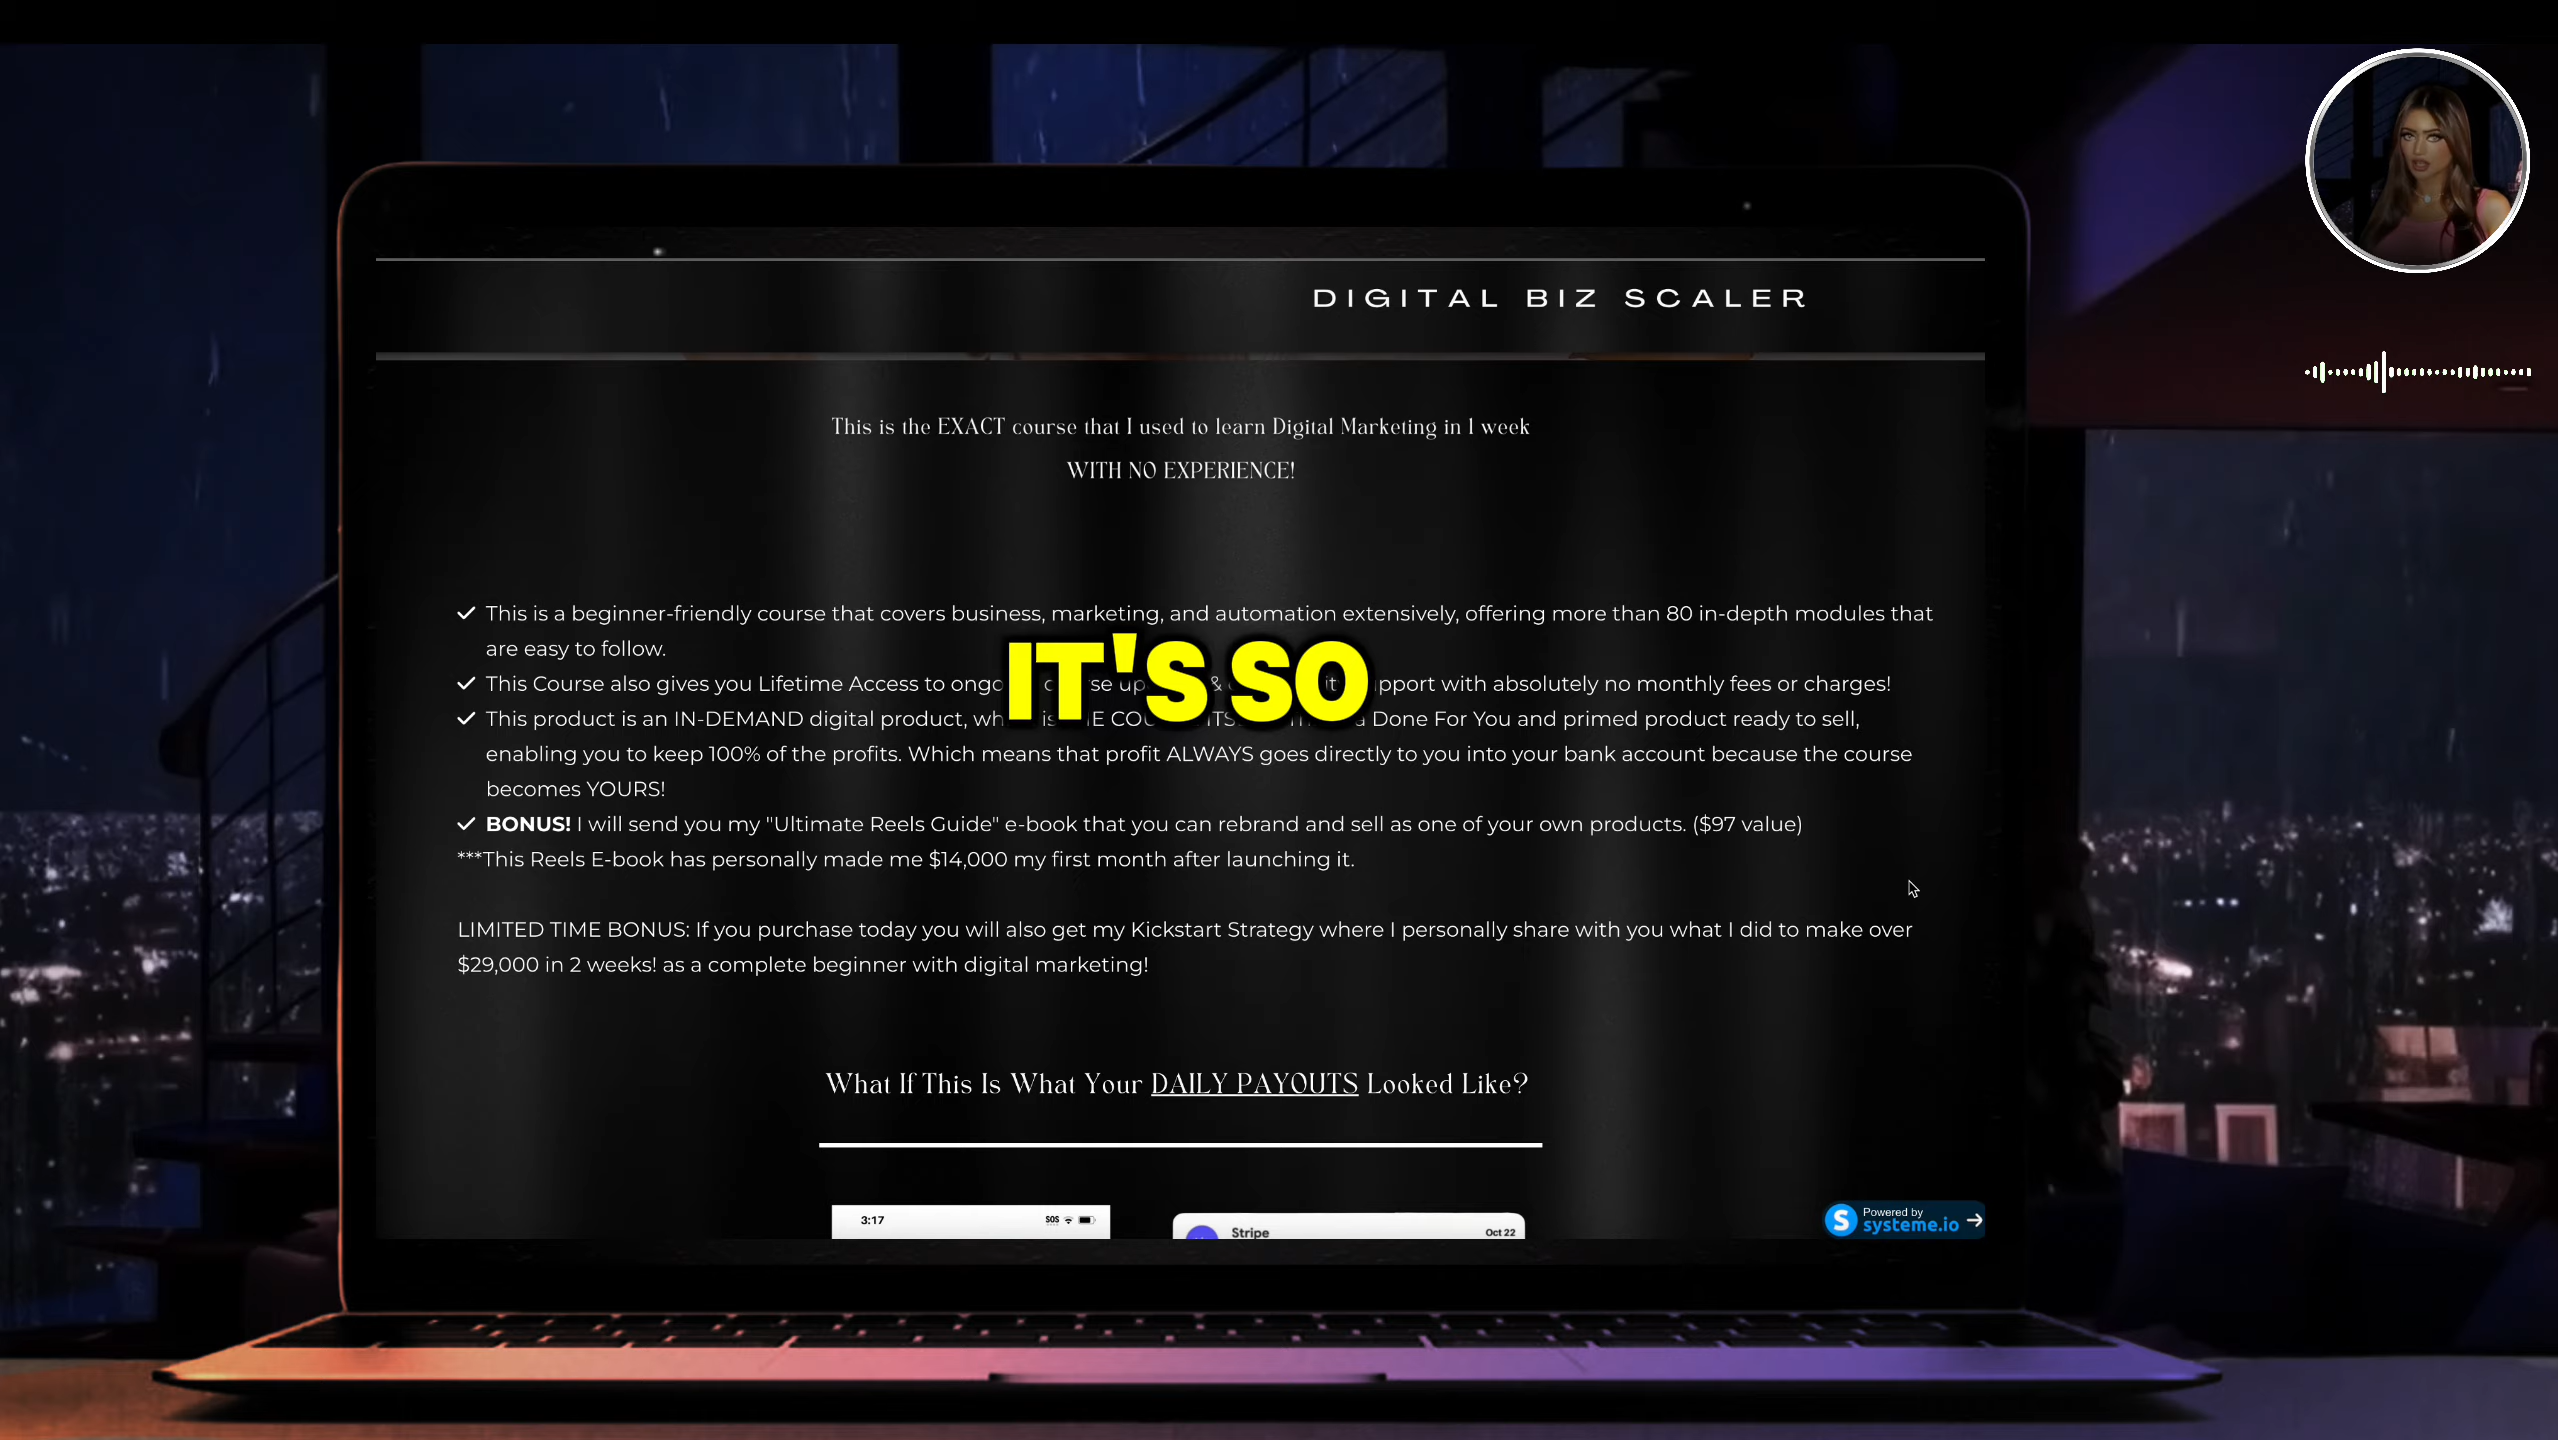 DIGITAL BIZ SCALER
This is the EXACT course that I used to learn Digital Marketing in 1 week
WITH NO EXPERIENCE!
This is a beginner-friendly course that covers business, marketing, and automation extensively, offering more than 80 in-depth modules that
are easy to follow.
IT'S SO
This Course also gives you Lifetime Access to & support with absolutely no monthly fees or charges!
This product is an IN-DEMAND digital product, Done For You and primed product ready to sell,
enabling you to keep 100% of the profits. Which means that profit ALWAYS goes directly to you into your bank account because the course
becomes YOURS!
BONUS! I will send you my "Ultimate Reels Guide" e-book that you can rebrand and sell as one of your own products. ($97 value)
***This Reels E-book has personally made me $14,000 my first month after launching it.
LIMITED TIME BONUS: If you purchase today you will also get my Kickstart Strategy where I personally share with you what I did to make over
$29,000 in 2 weeks! as a complete beginner with digital marketing!
What If This Is What Your DAILY PAYOUTS Looked Like?
3:17
SOS
Stripe
Oct 22
Powered by
systeme.io